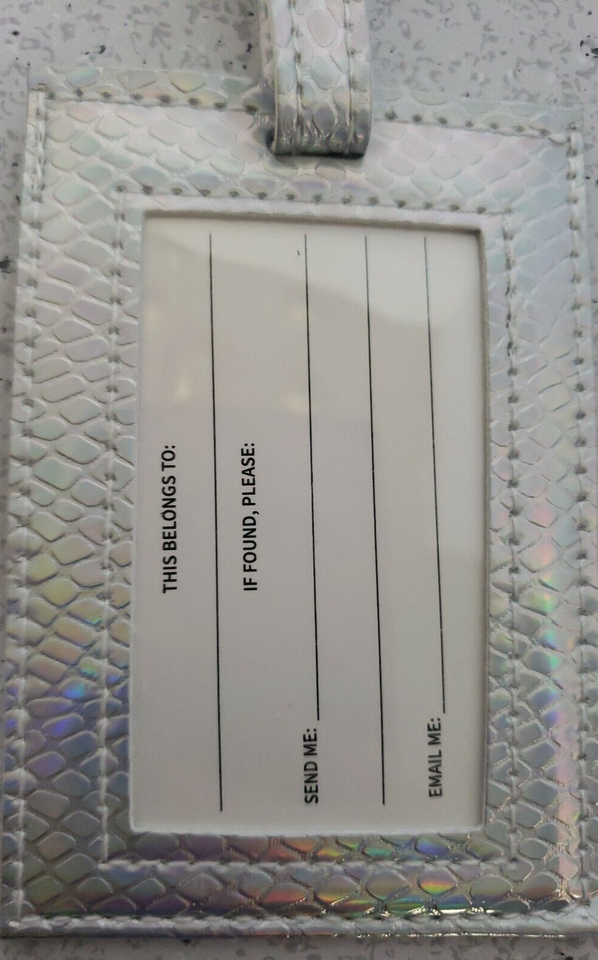 THIS BELONGS TO:
IF FOUND, PLEASE:
SEND ME:
EMAIL ME: